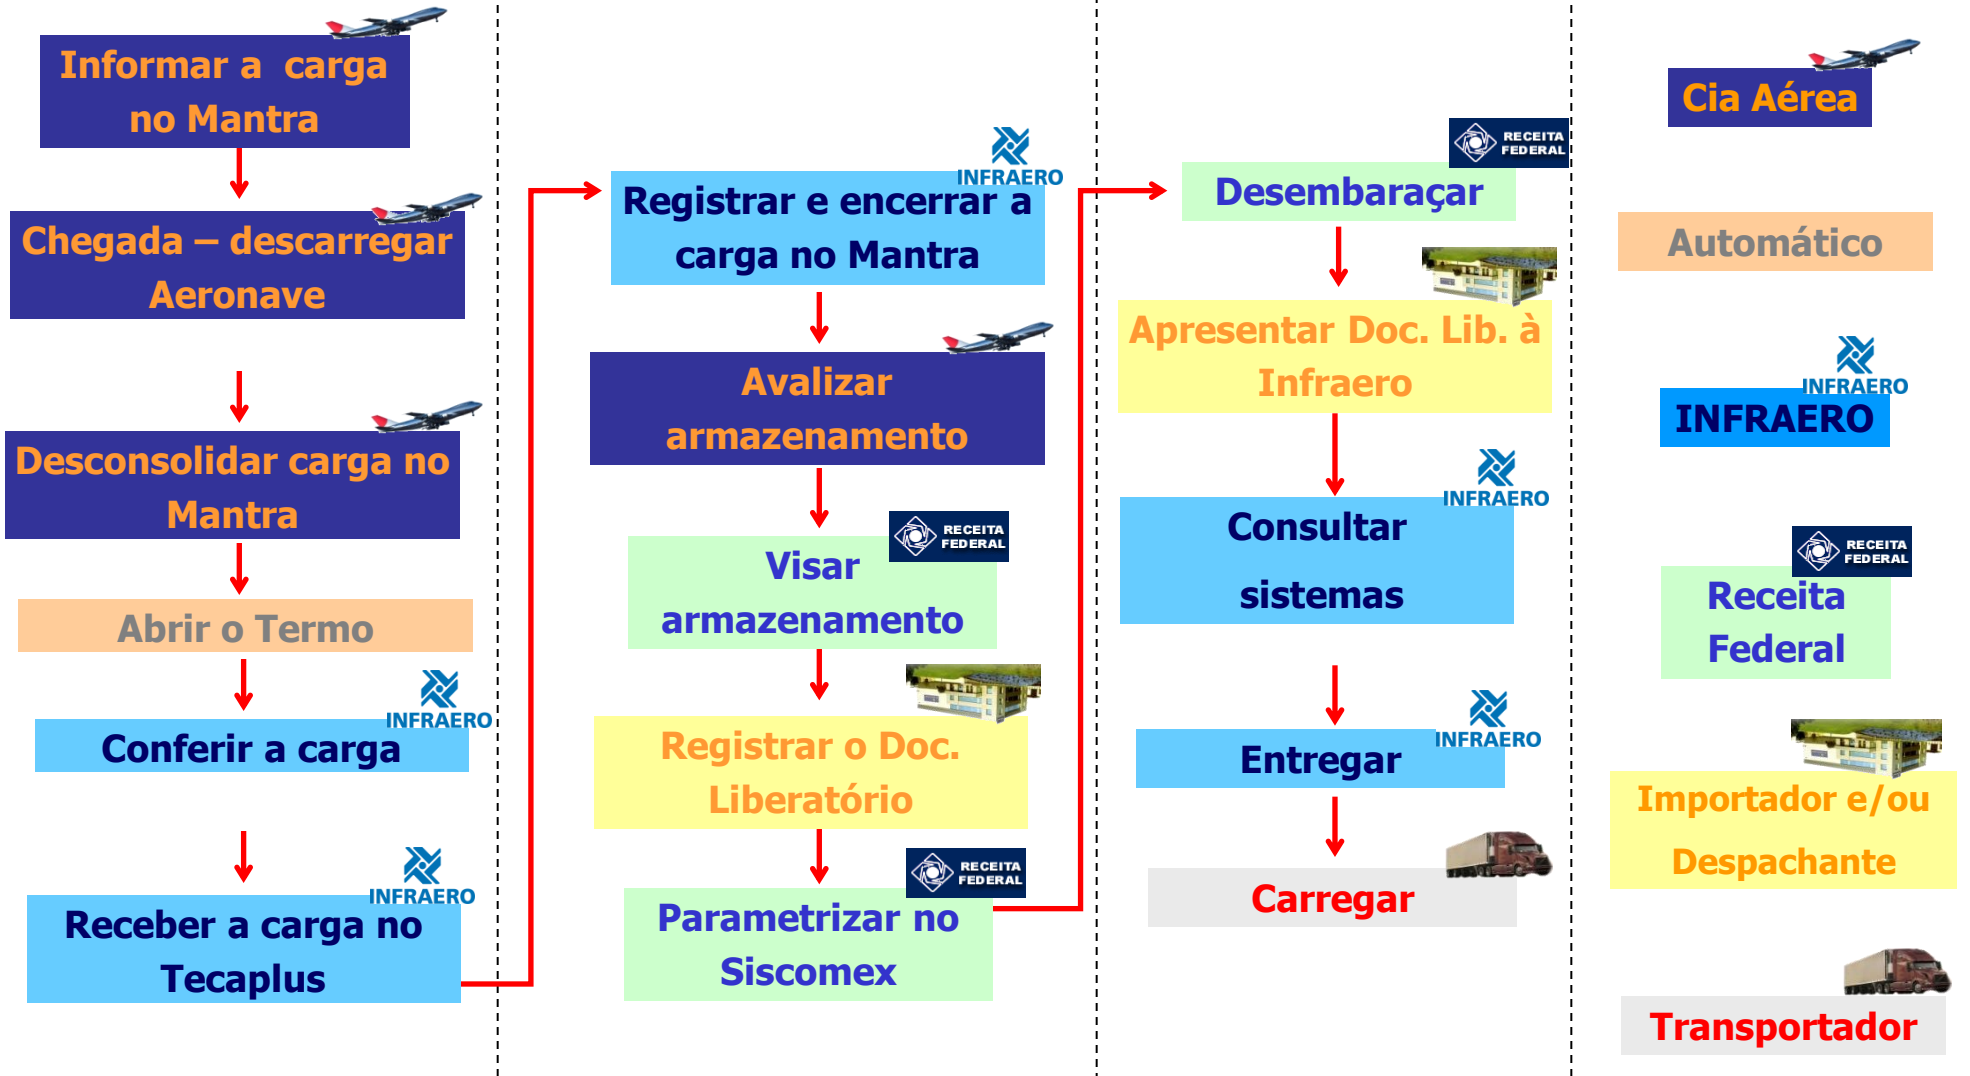 Informar a carga
no Mantra
Chegada – descarregar
Aeronave
Desconsolidar carga no
Mantra
Abrir o Termo
INFRAERO
Conferir a carga
INFRAERO
Receber a carga no
Tecaplus
INFRAERO
Registrar e encerrar a
carga no Mantra
Avalizar
armazenamento
RECEITA
FEDERAL
Visar
armazenamento
Registrar o Doc.
Liberatório
RECEITA
FEDERAL
Parametrizar no
Siscomex
RECEITA
FEDERAL
Desembaraçar
Apresentar Doc. Lib. à
Infraero
INFRAERO
Consultar
sistemas
INFRAERO
Entregar
Carregar
Cia Aérea
Automático
INFRAERO
INFRAERO
RECEITA
FEDERAL
Receita
Federal
Importador e/ou
Despachante
Transportador